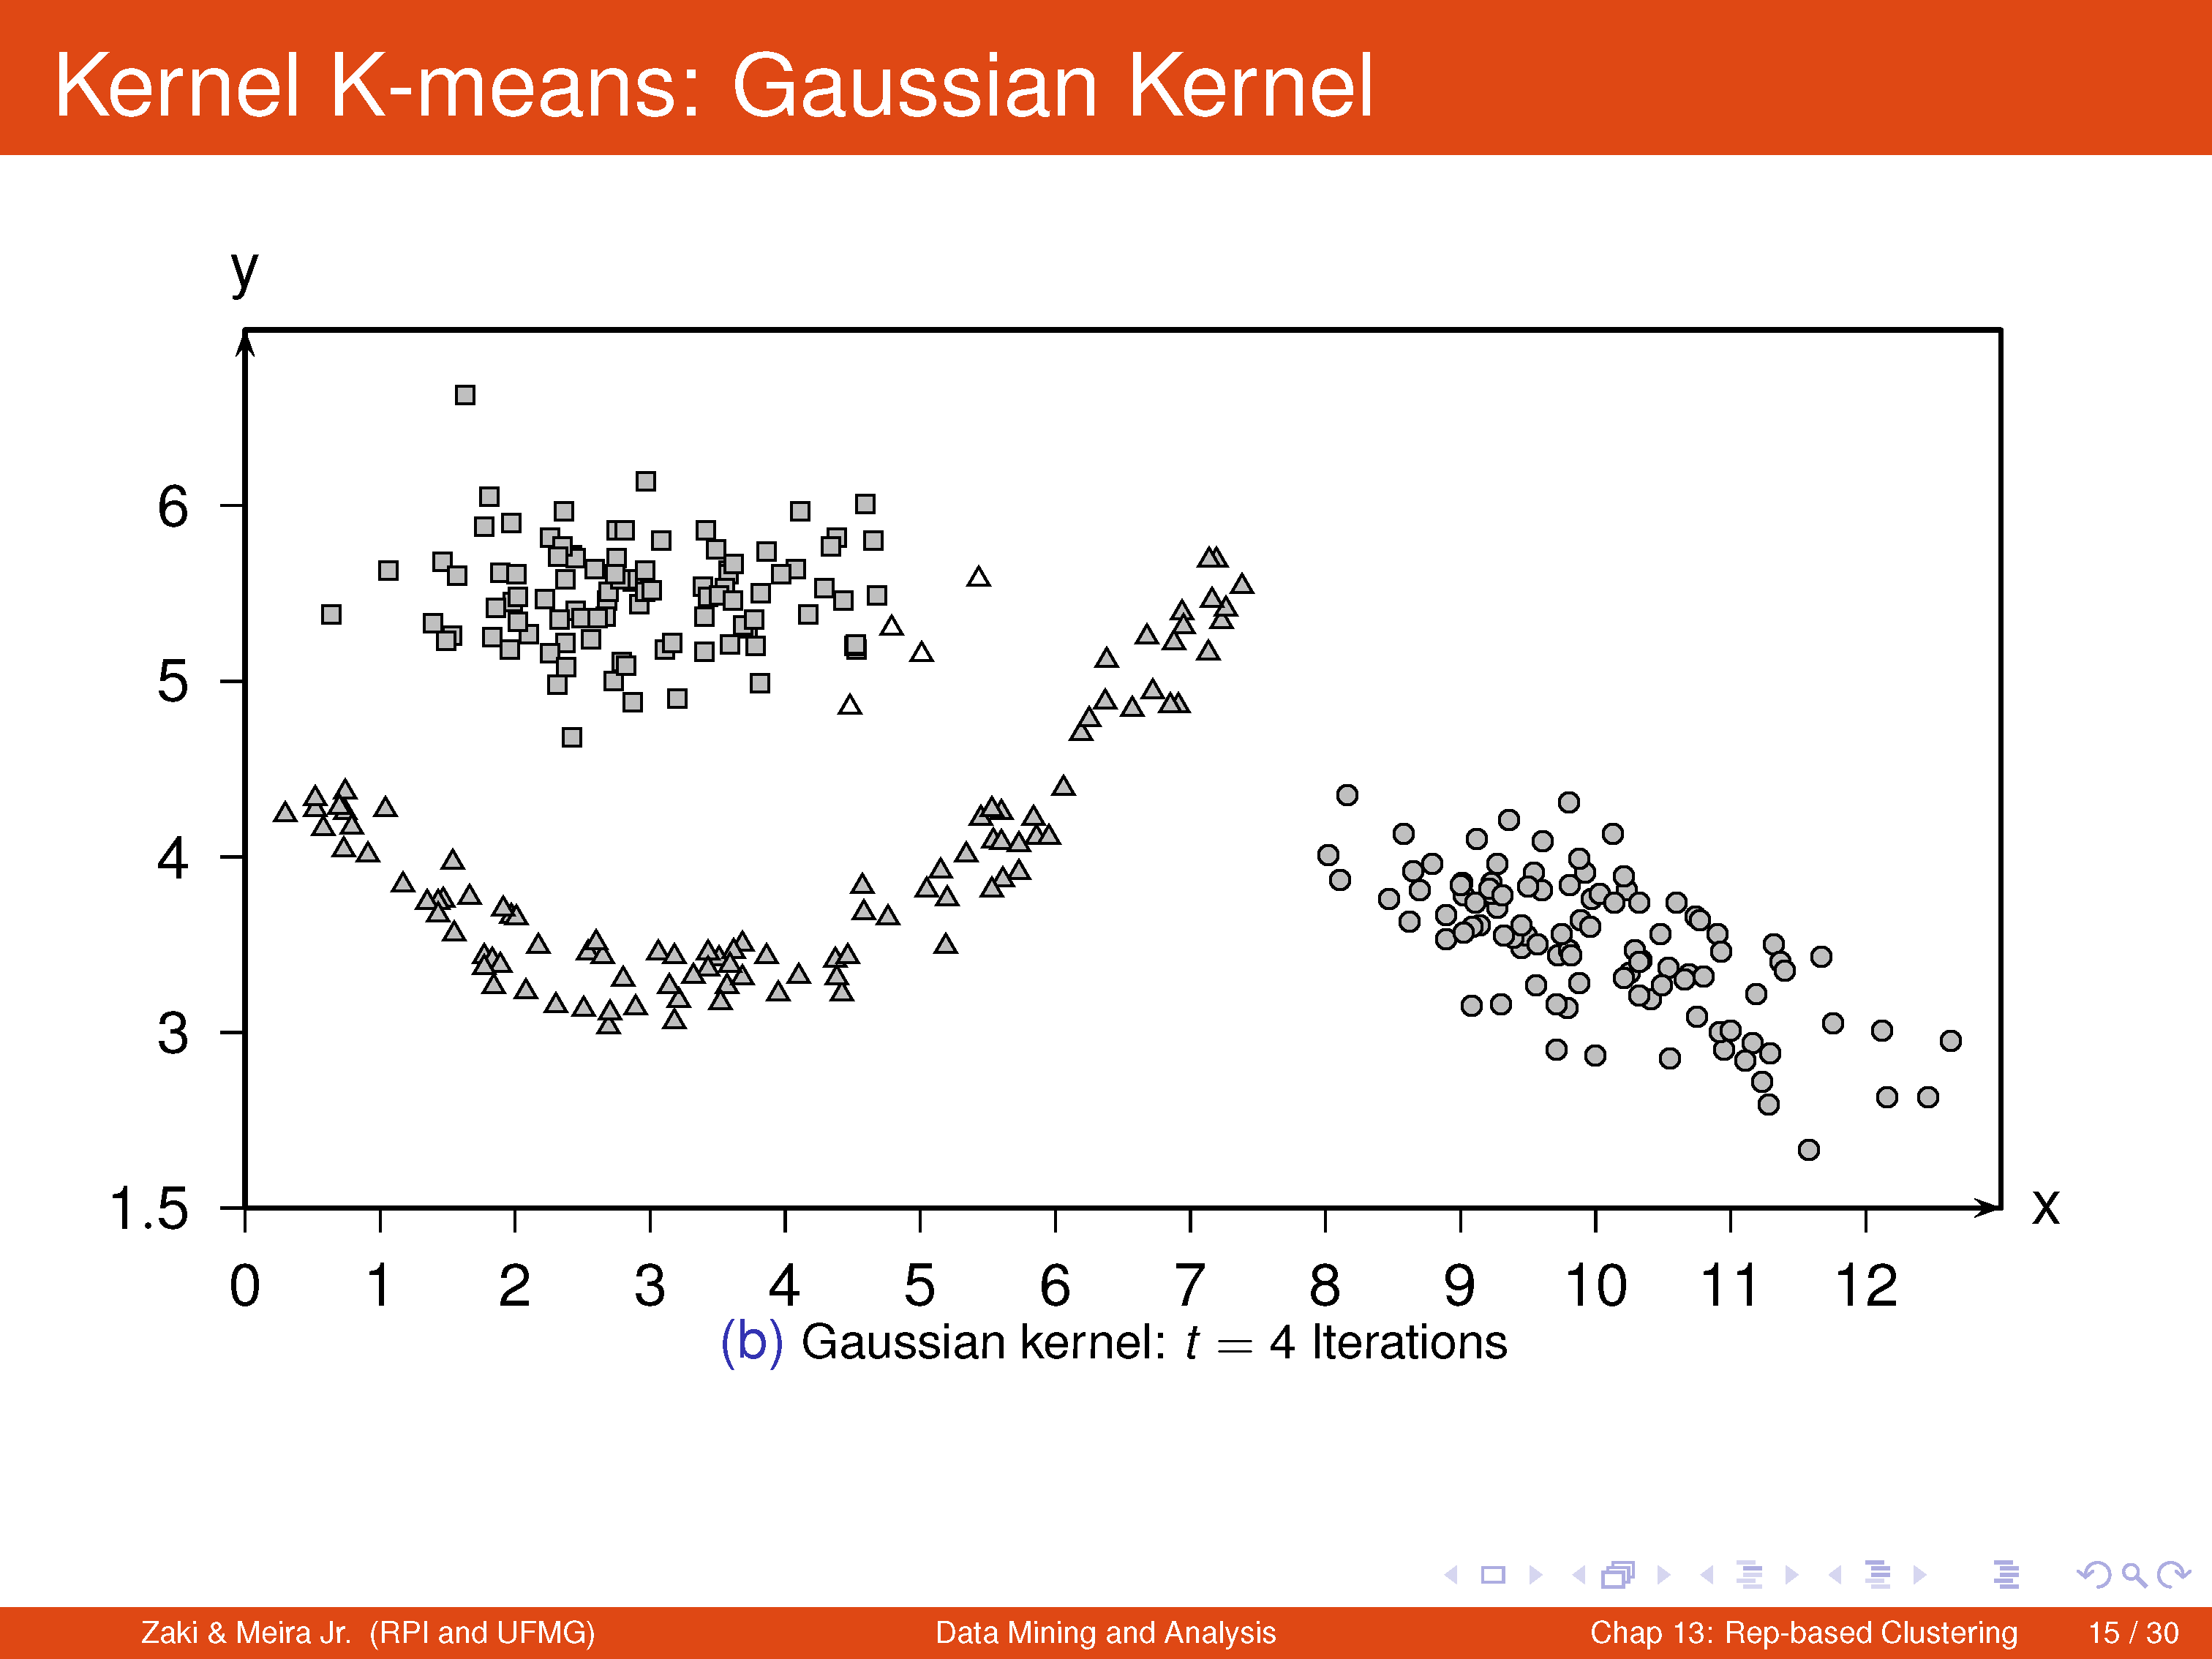 Kernel K-means: Gaussian Kernel
y
6
5
4
3
1.5
x
0 1 2 3 4 5 6 7 8 9 10 11 12
(b) Gaussian kernel: t = 4 Iterations
Zaki & Meira Jr. (RPI and UFMG) Data Mining and Analysis Chap 13: Rep-based Clustering 15 / 30